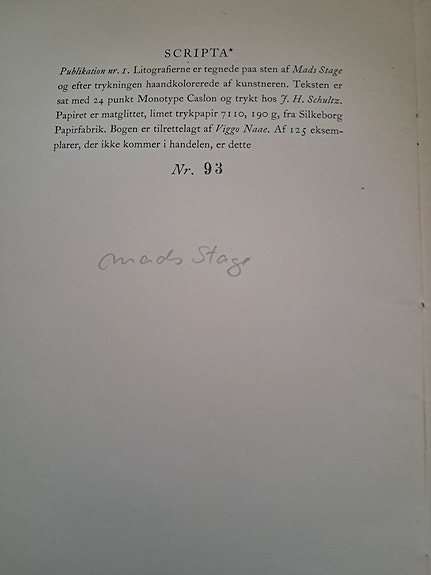 SCRIPTA*
Publikation nr. 1. Litografierne er tegnede paa sten af Mads Stage
og efter trykningen haandkolorerede af kunstneren. Teksten er
sat med 24 punkt Monotype Caslon og trykt hos J. H. Schultz.
Papiret er matglittet, limet trykpapir 7110, 190 g, fra Silkeborg
Papirfabrik. Bogen er tilrettelagt af Viggo Naae. Af 125 eksem-
plarer, der ikke kommer i handelen, er dette
Nr. 93
Mads Stage